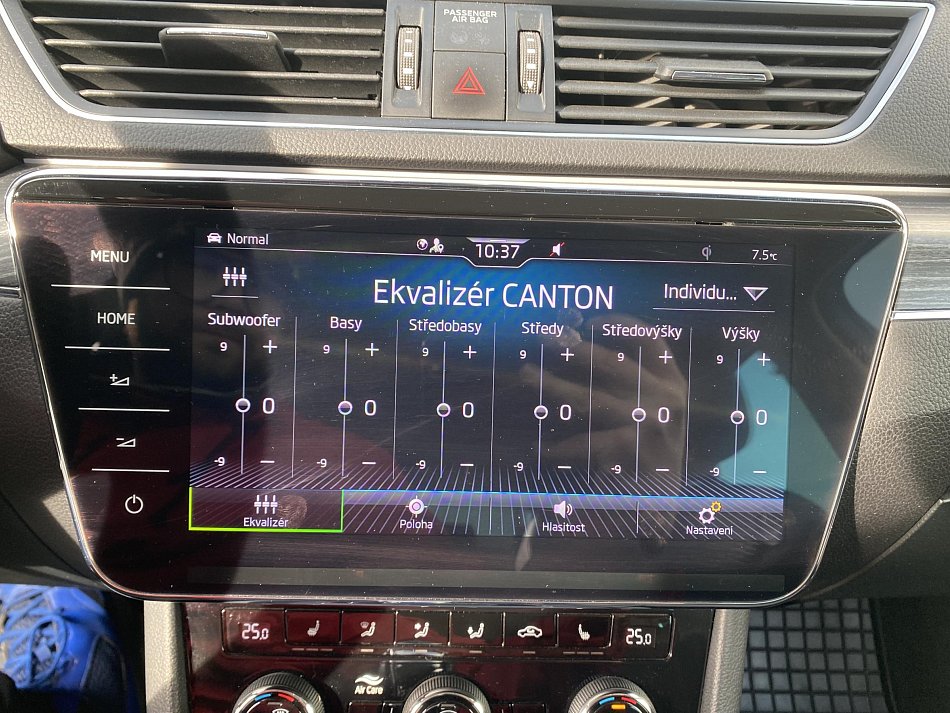 PASSENGER
AIR BAG
MENU
HOME
Normal
10:37
7.5°C
Ekvalizér CANTON
Individu...
Subwoofer
Basy
Středobasy
Středy
Středovýšky
Výšky
9 + 9 + 9 + 9 + 9 + 9 +
0 0 0 0 0 0
-9 − -9 − -9 − -9 − -9 − -9 −
Ekvalizér
Poloha
Hlasitost
Nastavení
25.0
25.0
Air Care